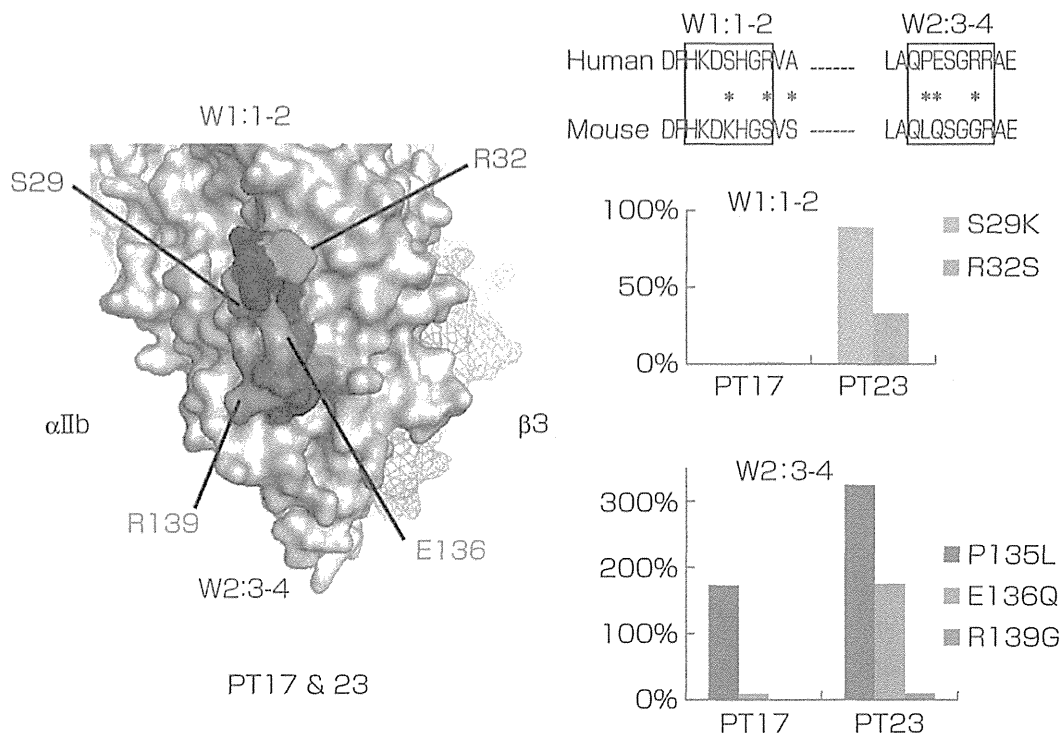 W1:1-2
S29
R32
αIIb
β3
R139
E136
W2:3-4
PT17 & 23
W1:1-2 W2:3-4
Human DFHKDSHGRVA ------ LAQPESGRRAE
* * * ** *
Mouse DFHKDKHGSVS ------ LAQLQSGGRAE
W1:1-2
100%
50%
0%
PT17 PT23
S29K
R32S
W2:3-4
300%
200%
100%
0%
PT17 PT23
P135L
E136Q
R139G